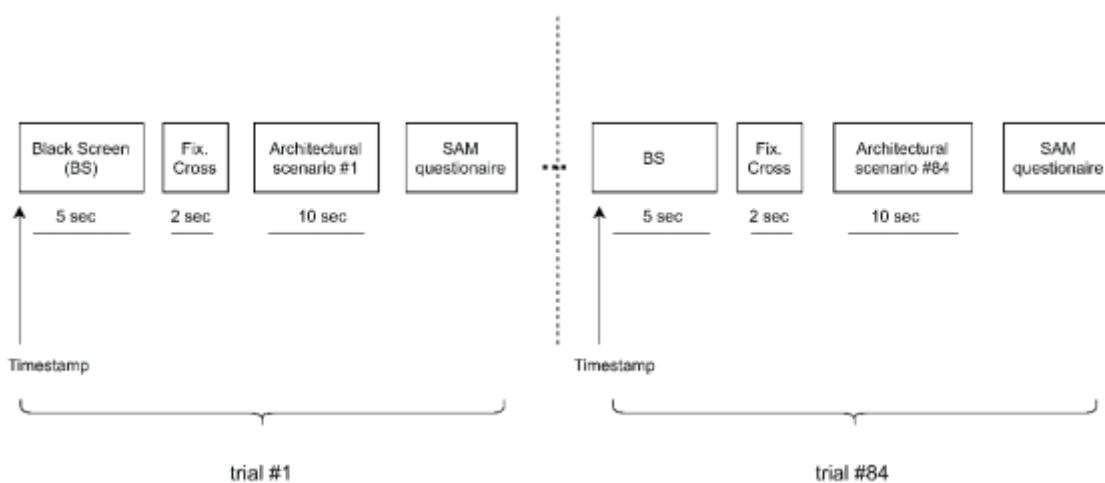 Black Screen
(BS)
Fix.
Cross
Architectural
scenario #1
SAM
questionaire
...
BS
Fix.
Cross
Architectural
scenario #84
SAM
questionaire
5 sec
2 sec
10 sec
5 sec
2 sec
10 sec
Timestamp
Timestamp
trial #1
trial #84